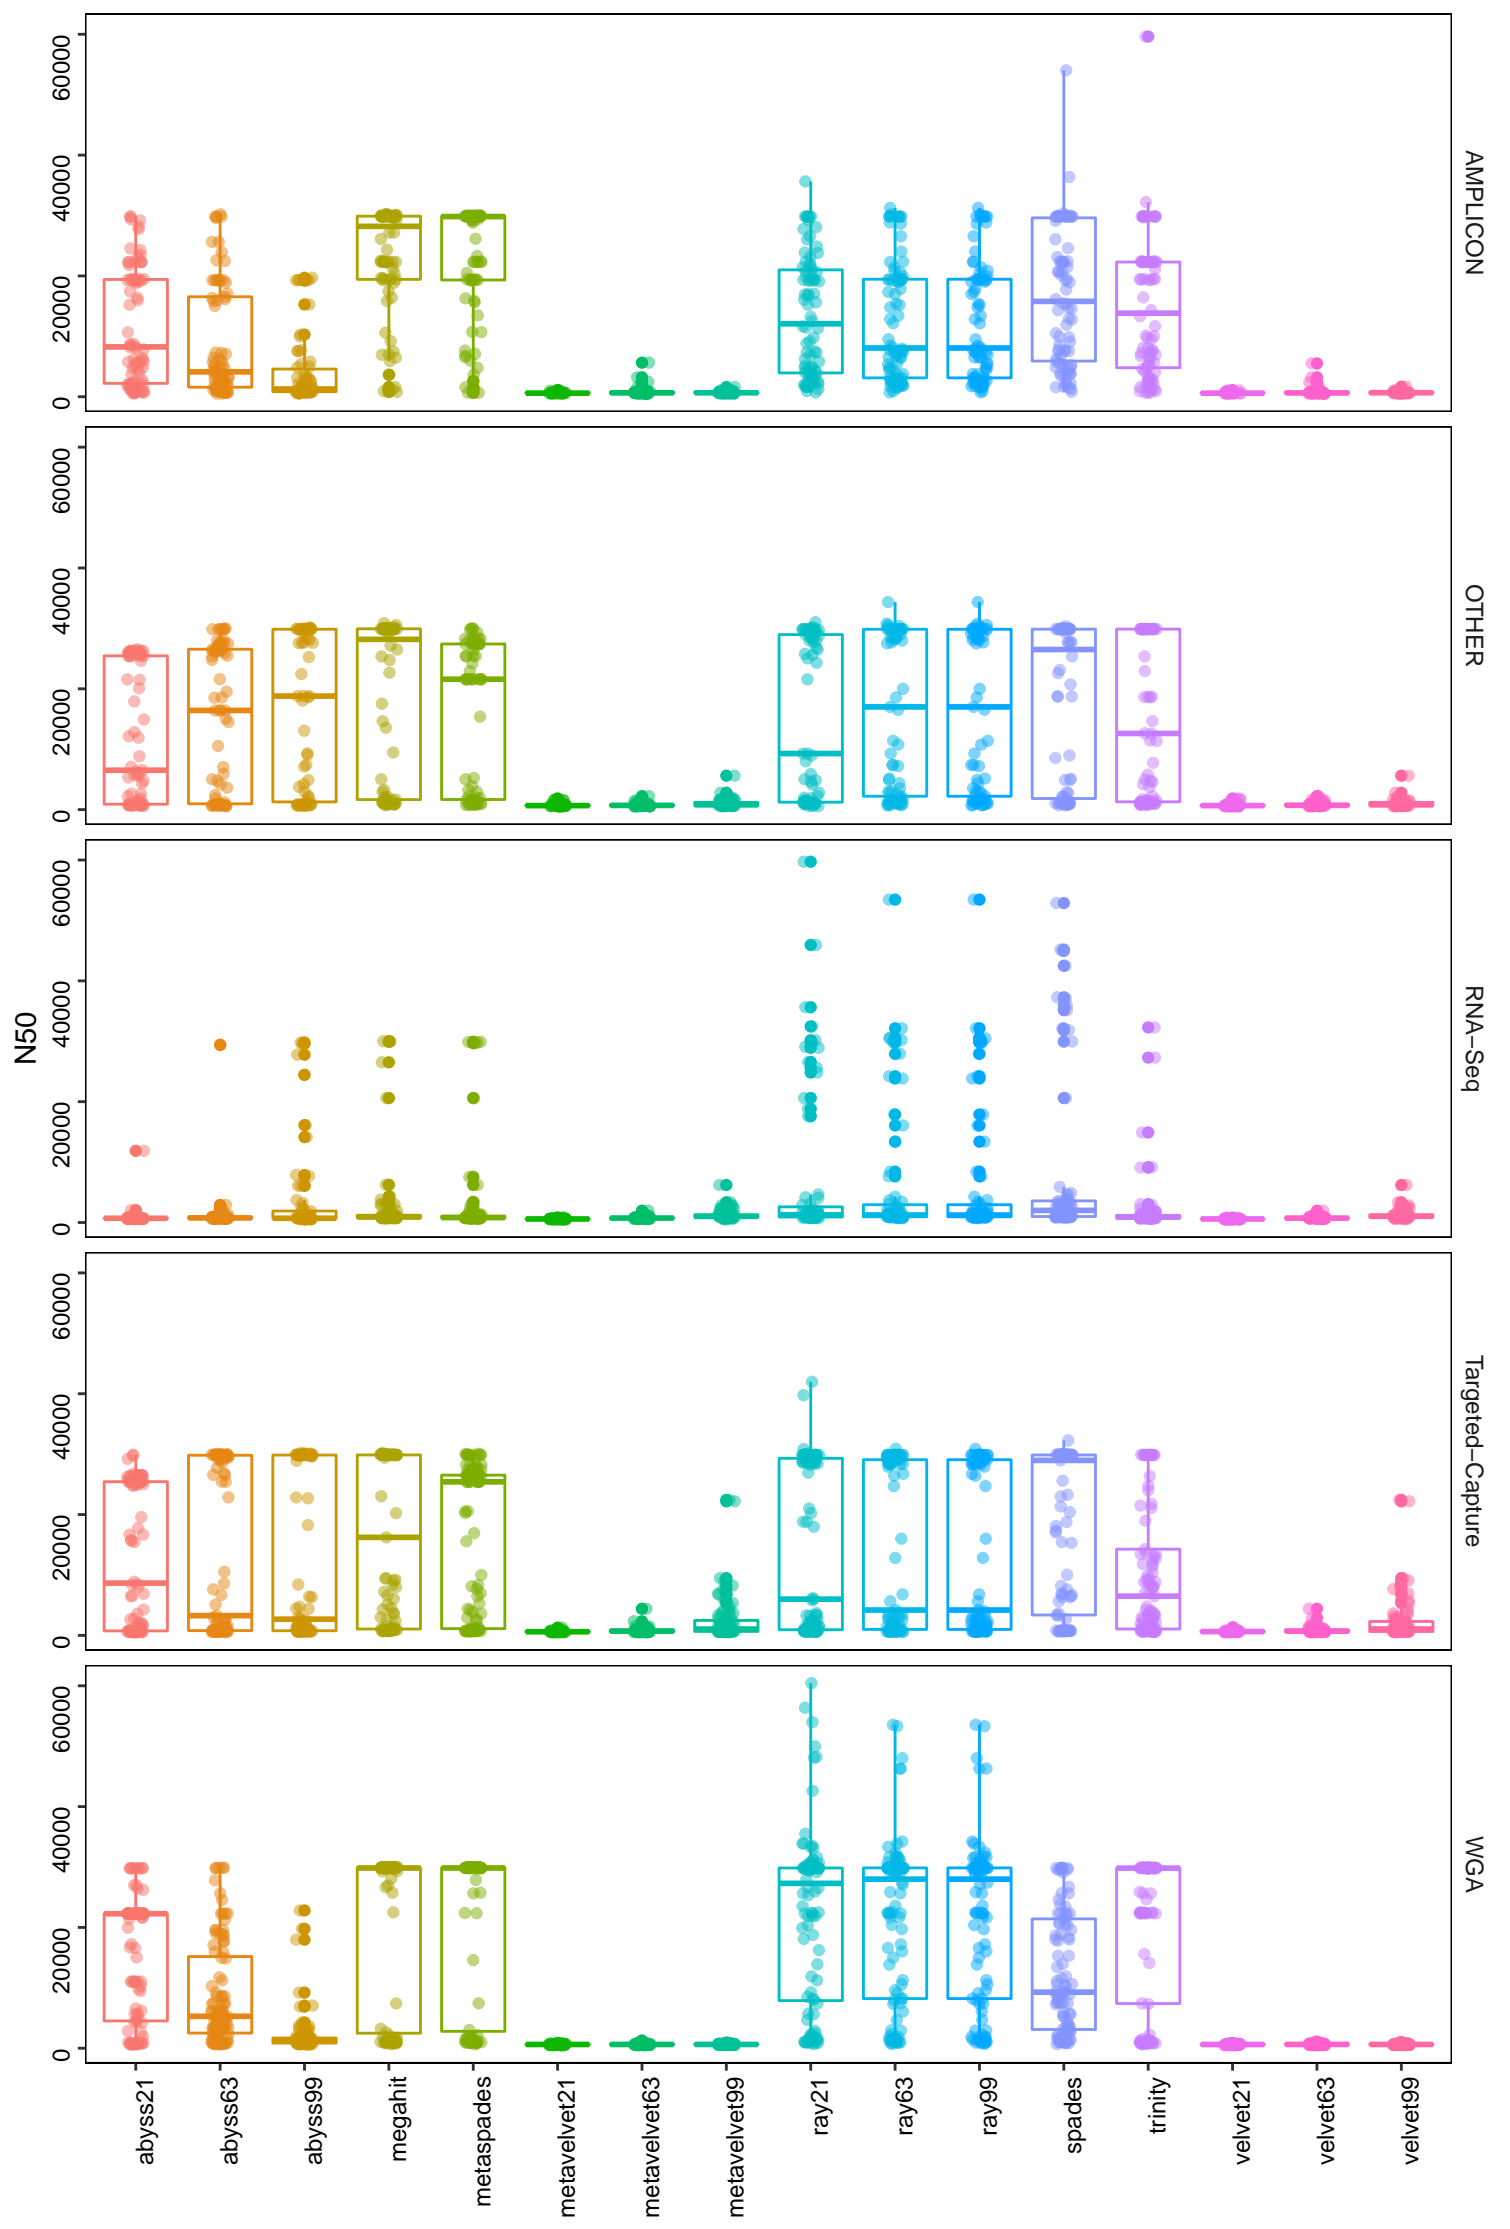 N50
60000
40000
20000
0
AMPLICON
60000
40000
20000
0
OTHER
60000
40000
20000
0
RNA−Seq
60000
40000
20000
0
Targeted−Capture
60000
40000
20000
0
WGA
abyss21
abyss63
abyss99
megahit
metaspades
metavelvet21
metavelvet63
metavelvet99
ray21
ray63
ray99
spades
trinity
velvet21
velvet63
velvet99